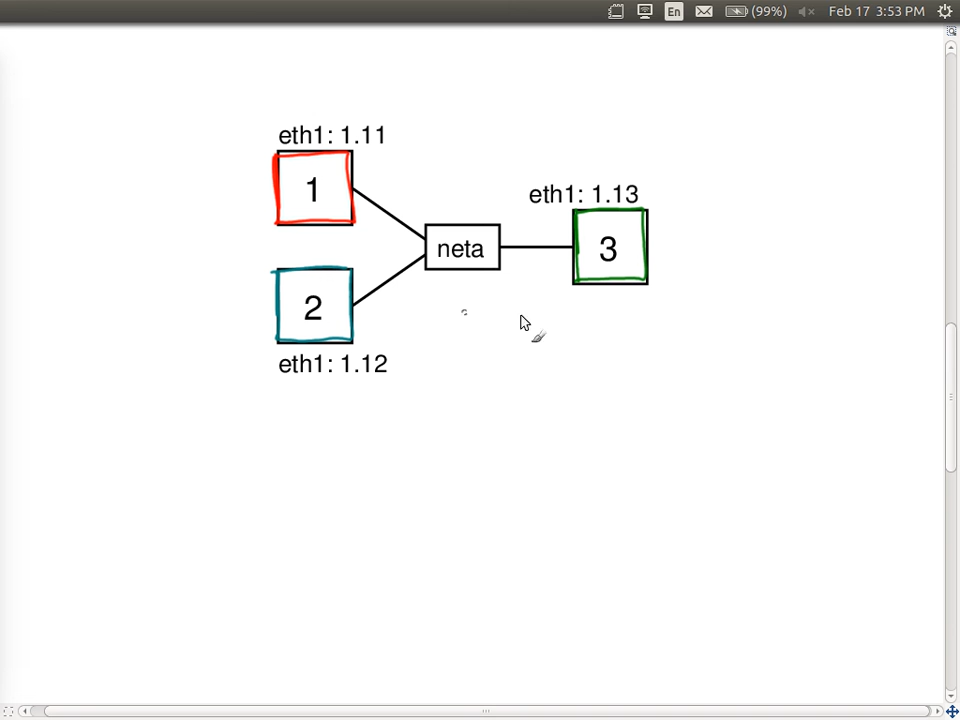 En (99%) Feb 17 3:53 PM
eth1: 1.11
1
eth1: 1.13
neta
3
2
eth1: 1.12